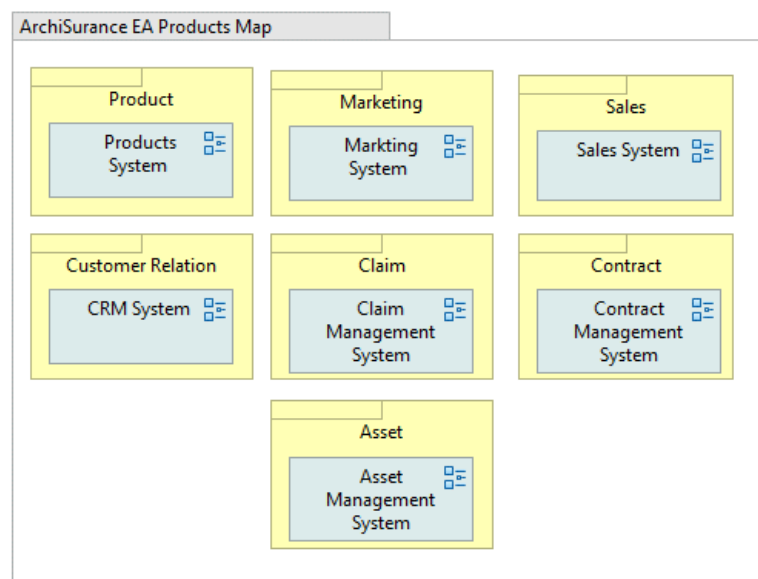 ArchiSurance EA Products Map
Product
Products
System
Marketing
Markting
System
Sales
Sales System
Customer Relation
CRM System
Claim
Claim
Management
System
Contract
Contract
Management
System
Asset
Asset
Management
System